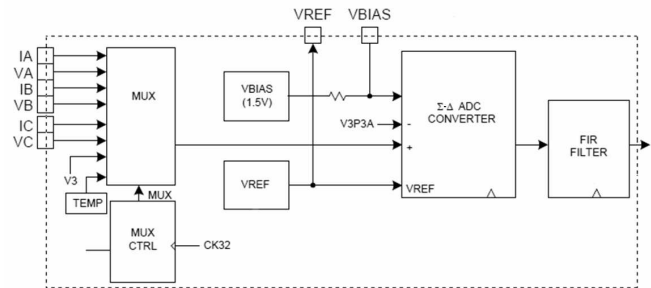 VREF VBIAS
IA
VA
IB
VB
IC
VC
V3
TEMP
MUX
MUX
MUX
CTRL
CK32
VBIAS
(1.5V)
V3P3A
-
+
VREF
VREF
Σ-Δ ADC
CONVERTER
FIR
FILTER